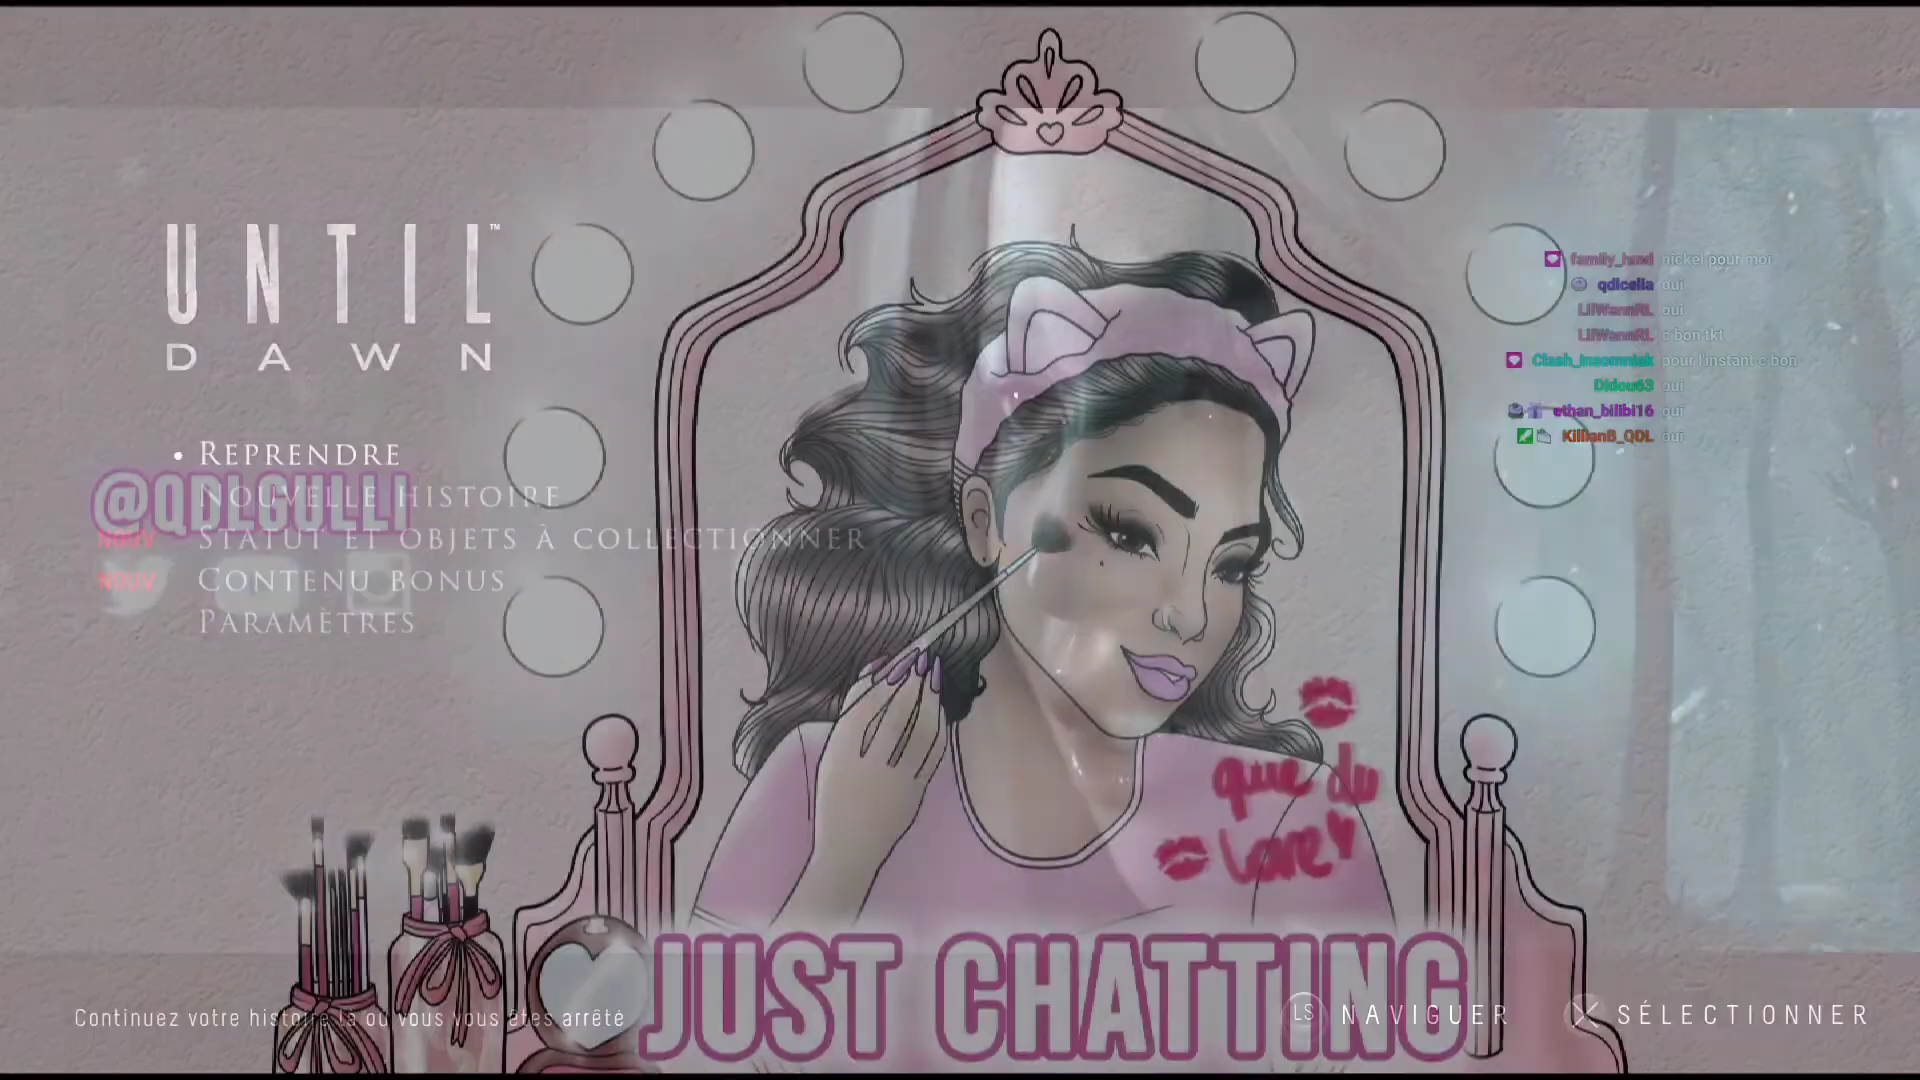 UNTIL™
DAWN
• REPRENDRE
@QDLGULLI
NOUVELLE HISTOIRE
NOUV STATUT ET OBJETS À COLLECTIONNER
NOUV CONTENU BONUS
PARAMÈTRES
nickel pour moi
qdlcelia oui
LilWannRL oui
LilWannRL c bon tkt
Clash_insomniak pour l'instant c bon
Didou63 oui
ethan_bilibi16 oui
KillianB_QDL oui
que du
love
JUST CHATTING
Continuez votre histoire là où vous vous êtes arrêté
LS NAVIGUER
SÉLECTIONNER